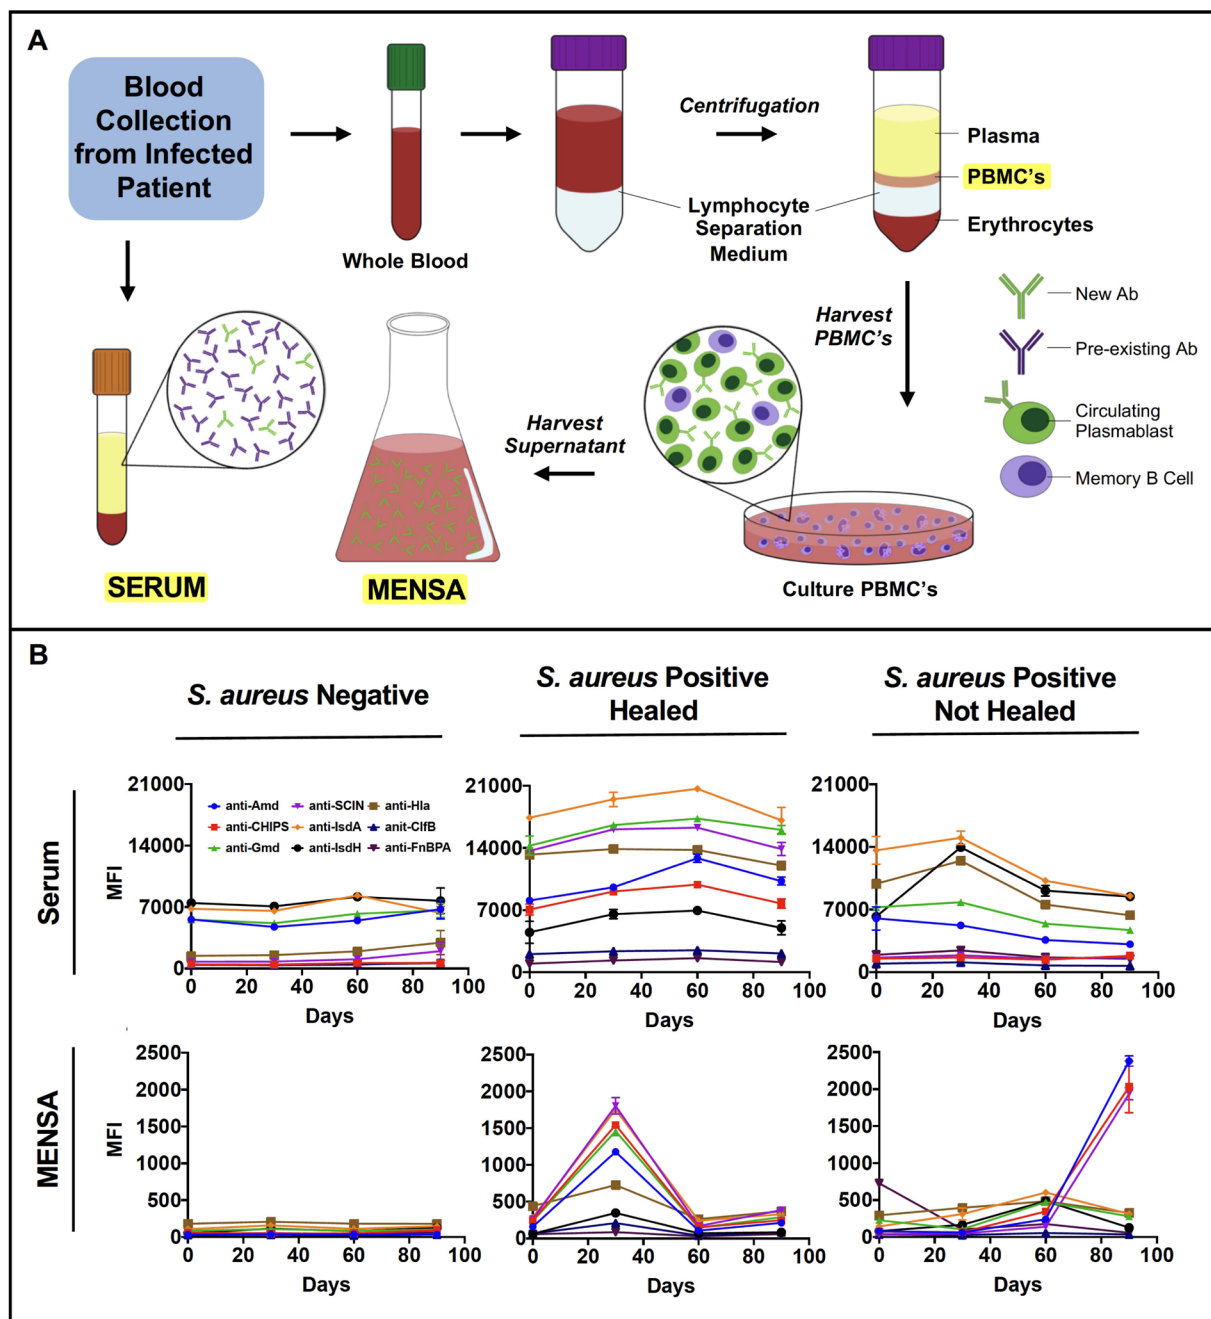 A
Blood
Collection
from Infected
Patient
Whole Blood
Centrifugation
Lymphocyte
Separation
Medium
Plasma
PBMC's
Erythrocytes
Harvest
PBMC's
New Ab
Pre-existing Ab
Circulating
Plasmablast
Memory B Cell
Culture PBMC's
Harvest
Supernatant
SERUM
MENSA
B
S. aureus Negative
S. aureus Positive
Healed
S. aureus Positive
Not Healed
Serum
MFI
21000
14000
7000
0
anti-Amd
anti-SCIN
anti-Hla
anti-CHIPS
anti-IsdA
anit-ClfB
anti-Gmd
anti-IsdH
anti-FnBPA
0 20 40 60 80 100
Days
21000
14000
7000
0
0 20 40 60 80 100
Days
21000
14000
7000
0
0 20 40 60 80 100
Days
MENSA
MFI
2500
2000
1500
1000
500
0
0 20 40 60 80 100
Days
2500
2000
1500
1000
500
0
0 20 40 60 80 100
Days
2500
2000
1500
1000
500
0
0 20 40 60 80 100
Days